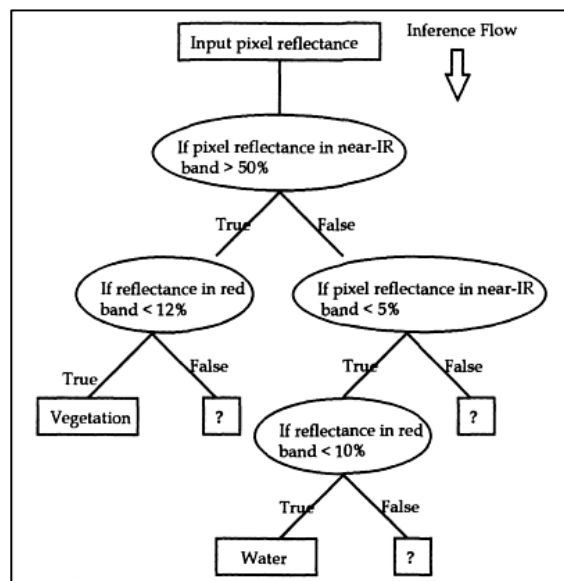 Input pixel reflectance
Inference Flow
If pixel reflectance in near-IR
band > 50%
True
False
If reflectance in red
band < 12%
If pixel reflectance in near-IR
band < 5%
True
False
True
False
Vegetation
?
If reflectance in red
band < 10%
?
True
False
Water
?